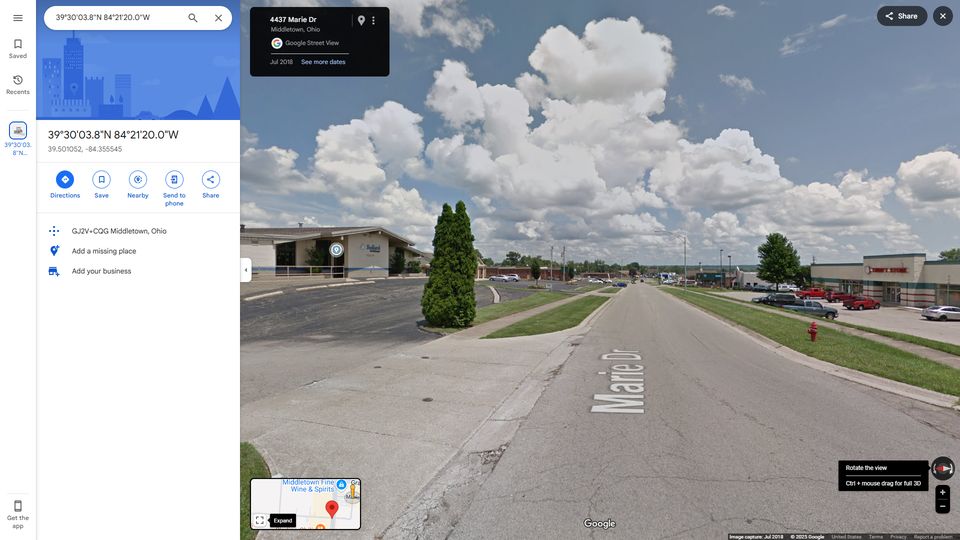 39°30'03.8"N 84°21'20.0"W
Saved
Recents
39°30'03.
8"N...
Get the
app
39°30'03.8"N 84°21'20.0"W
39.501052, -84.355545
Directions
Save
Nearby
Send to
phone
Share
GJ2V+CQG Middletown, Ohio
Add a missing place
Add your business
4437 Marie Dr
Middletown, Ohio
Google Street View
Jul 2018
See more dates
Share
Marie Dr
Middletown Fine
Wine & Spirits
Expand
Google
Rotate the view
Ctrl + mouse drag for full 3D
Image capture: Jul 2018
© 2025 Google
United States
Terms
Privacy
Report a problem